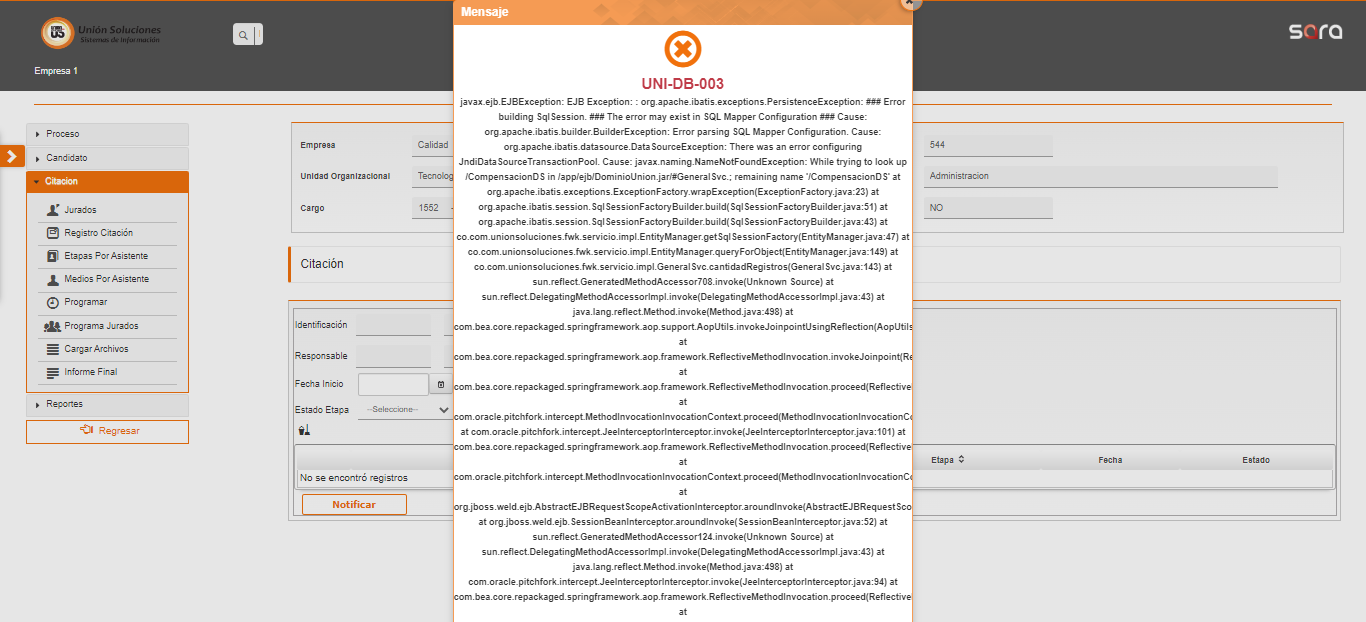 Unión Soluciones
Sistemas de Información
sara
Empresa 1
Proceso
Candidato
Citacion
Jurados
Registro Citación
Etapas Por Asistente
Medios Por Asistente
Programar
Programa Jurados
Cargar Archivos
Informe Final
Reportes
Regresar
Empresa
Calidad
544
Unidad Organizacional
Tecnolog
Administracion
Cargo
1552 -
NO
Citación
Identificación
Responsable
Fecha Inicio
Estado Etapa
--Seleccione--
Etapa
Fecha
Estado
No se encontró registros
Notificar
Mensaje
UNI-DB-003
javax.ejb.EJBException: EJB Exception: : org.apache.ibatis.exceptions.PersistenceException: ### Error
building SqlSession. ### The error may exist in SQL Mapper Configuration ### Cause:
org.apache.ibatis.builder.BuilderException: Error parsing SQL Mapper Configuration. Cause:
org.apache.ibatis.datasource.DataSourceException: There was an error configuring
JndiDataSourceTransactionPool. Cause: javax.naming.NameNotFoundException: While trying to look up
/CompensacionDS in /app/ejb/DominioUnion.jar/#GeneralSvc.; remaining name '/CompensacionDS' at
org.apache.ibatis.exceptions.ExceptionFactory.wrapException(ExceptionFactory.java:23) at
org.apache.ibatis.session.SqlSessionFactoryBuilder.build(SqlSessionFactoryBuilder.java:51) at
org.apache.ibatis.session.SqlSessionFactoryBuilder.build(SqlSessionFactoryBuilder.java:43) at
co.com.unionsoluciones.fwk.servicio.impl.EntityManager.getSqlSessionFactory(EntityManager.java:47) at
co.com.unionsoluciones.fwk.servicio.impl.EntityManager.queryForObject(EntityManager.java:149) at
co.com.unionsoluciones.fwk.servicio.impl.GeneralSvc.cantidadRegistros(GeneralSvc.java:143) at
sun.reflect.GeneratedMethodAccessor708.invoke(Unknown Source) at
sun.reflect.DelegatingMethodAccessorImpl.invoke(DelegatingMethodAccessorImpl.java:43) at
java.lang.reflect.Method.invoke(Method.java:498) at
com.bea.core.repackaged.springframework.aop.support.AopUtils.invokeJoinpointUsingReflection(AopUtils
at
com.bea.core.repackaged.springframework.aop.framework.ReflectiveMethodInvocation.invokeJoinpoint(Re
at
com.bea.core.repackaged.springframework.aop.framework.ReflectiveMethodInvocation.proceed(Reflective
at
com.oracle.pitchfork.intercept.MethodInvocationInvocationContext.proceed(MethodInvocationInvocationCo
at com.oracle.pitchfork.intercept.JeeInterceptorInterceptor.invoke(JeeInterceptorInterceptor.java:101) at
com.bea.core.repackaged.springframework.aop.framework.ReflectiveMethodInvocation.proceed(Reflective
at
com.oracle.pitchfork.intercept.MethodInvocationInvocationContext.proceed(MethodInvocationInvocationCo
at
org.jboss.weld.ejb.AbstractEJBRequestScopeActivationInterceptor.aroundInvoke(AbstractEJBRequestSco
at org.jboss.weld.ejb.SessionBeanInterceptor.aroundInvoke(SessionBeanInterceptor.java:52) at
sun.reflect.GeneratedMethodAccessor124.invoke(Unknown Source) at
sun.reflect.DelegatingMethodAccessorImpl.invoke(DelegatingMethodAccessorImpl.java:43) at
java.lang.reflect.Method.invoke(Method.java:498) at
com.oracle.pitchfork.intercept.JeeInterceptorInterceptor.invoke(JeeInterceptorInterceptor.java:94) at
com.bea.core.repackaged.springframework.aop.framework.ReflectiveMethodInvocation.proceed(Reflective
at